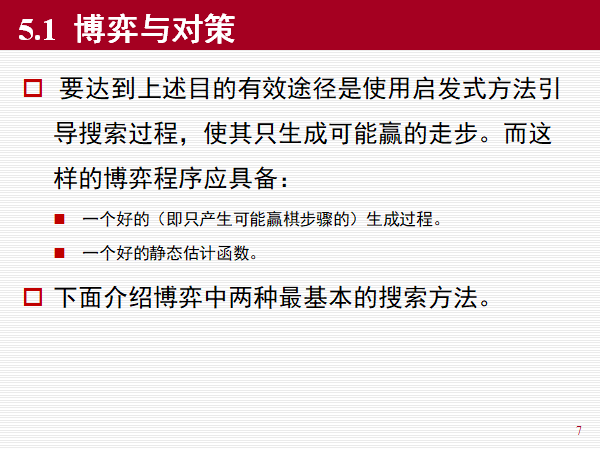 5.1 博弈与对策
要达到上述目的有效途径是使用启发式方法引
导搜索过程，使其只生成可能赢的走步。而这
样的博弈程序应具备：
一个好的（即只产生可能赢棋步骤的）生成过程。
一个好的静态估计函数。
下面介绍博弈中两种最基本的搜索方法。
7